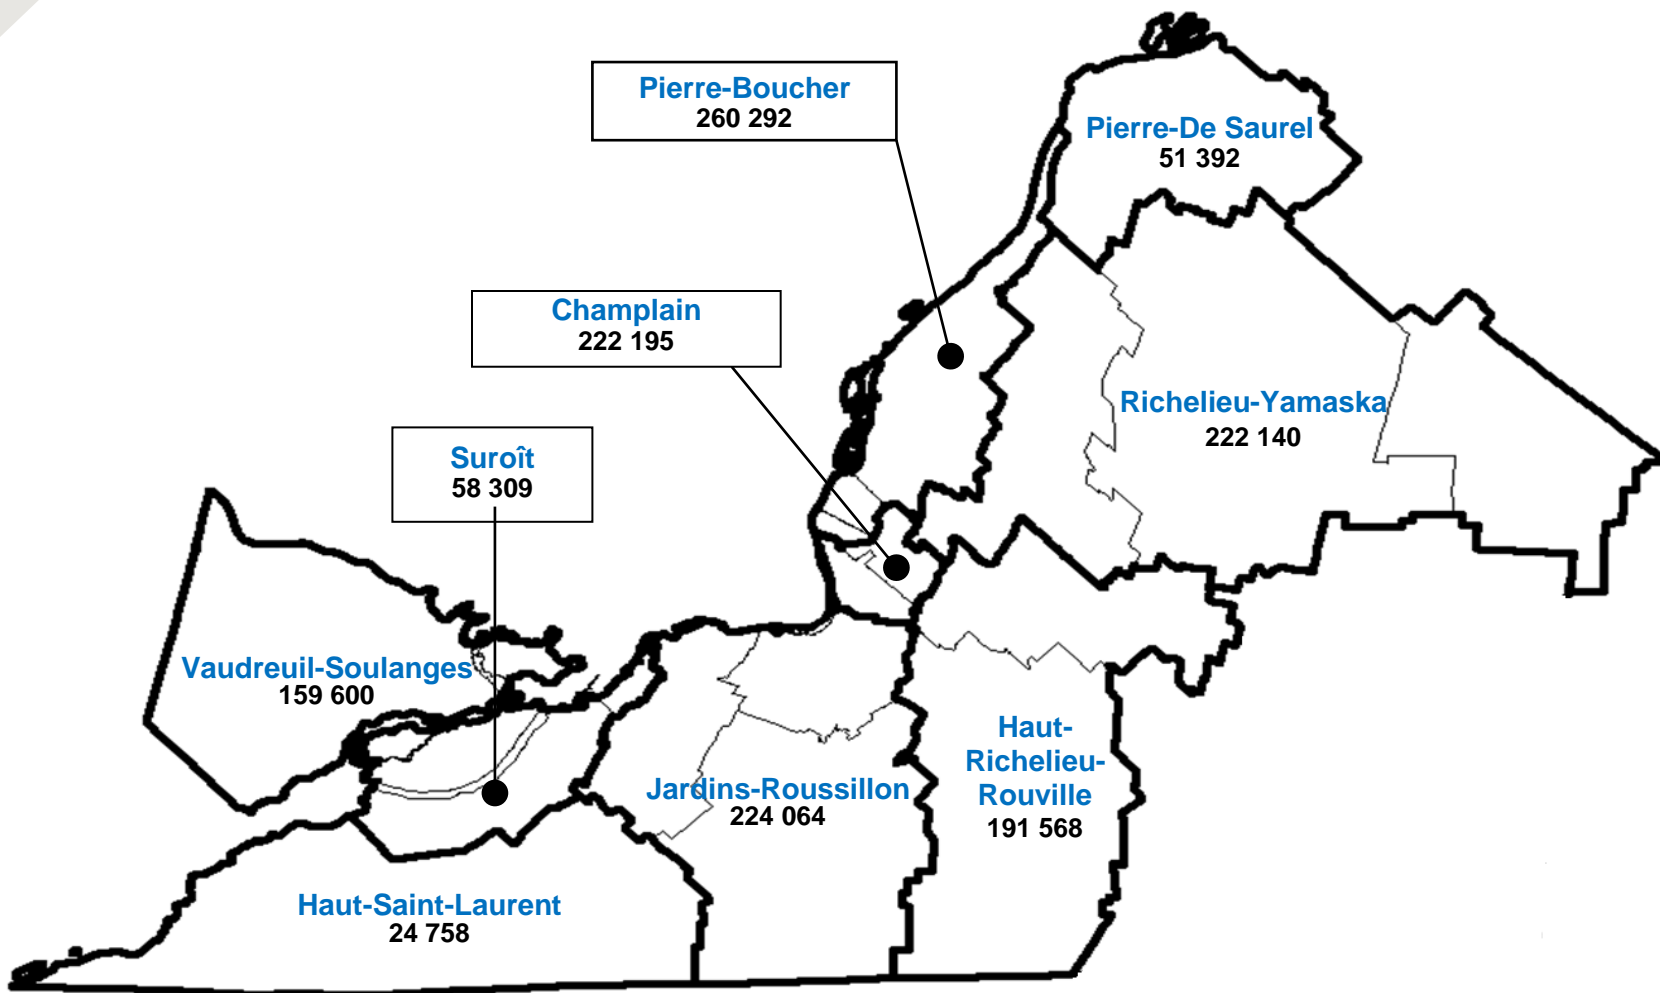 Pierre-Boucher
260 292
Pierre-De Saurel
51 392
Champlain
222 195
Richelieu-Yamaska
222 140
Suroît
58 309
Vaudreuil-Soulanges
159 600
Haut-
Richelieu-
Rouville
191 568
Jardins-Roussillon
224 064
Haut-Saint-Laurent
24 758